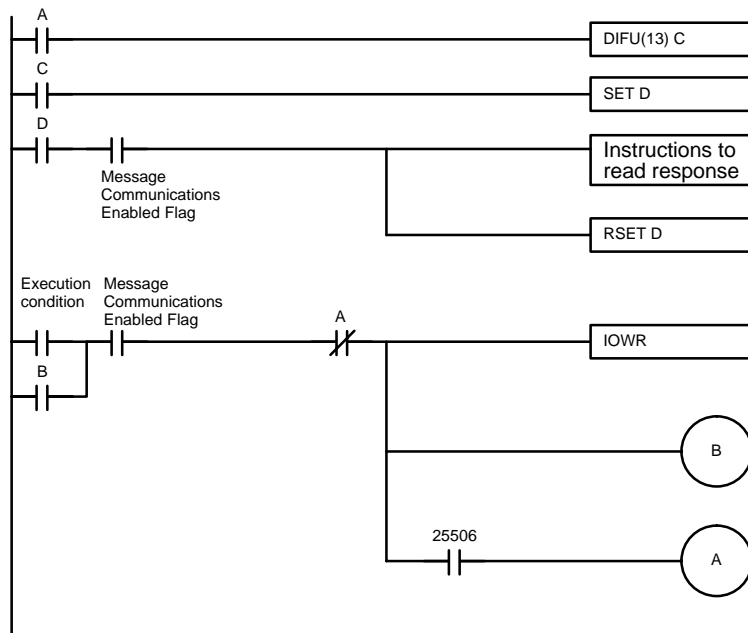 A
DIFU(13) C
C
SET D
D
Instructions to
read response
Message
Communications
Enabled Flag
RSET D
Execution
condition
Message
Communications
Enabled Flag
A
IOWR
B
B
25506
A